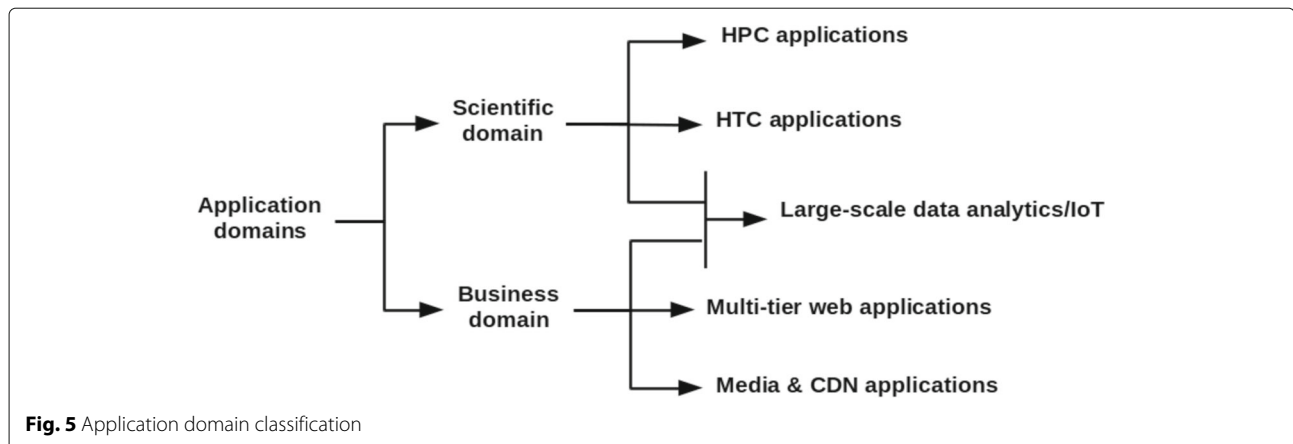 HPC applications
Scientific
domain
HTC applications
Application
domains
Large-scale data analytics/IoT
Business
domain
Multi-tier web applications
Media & CDN applications
Fig. 5 Application domain classification